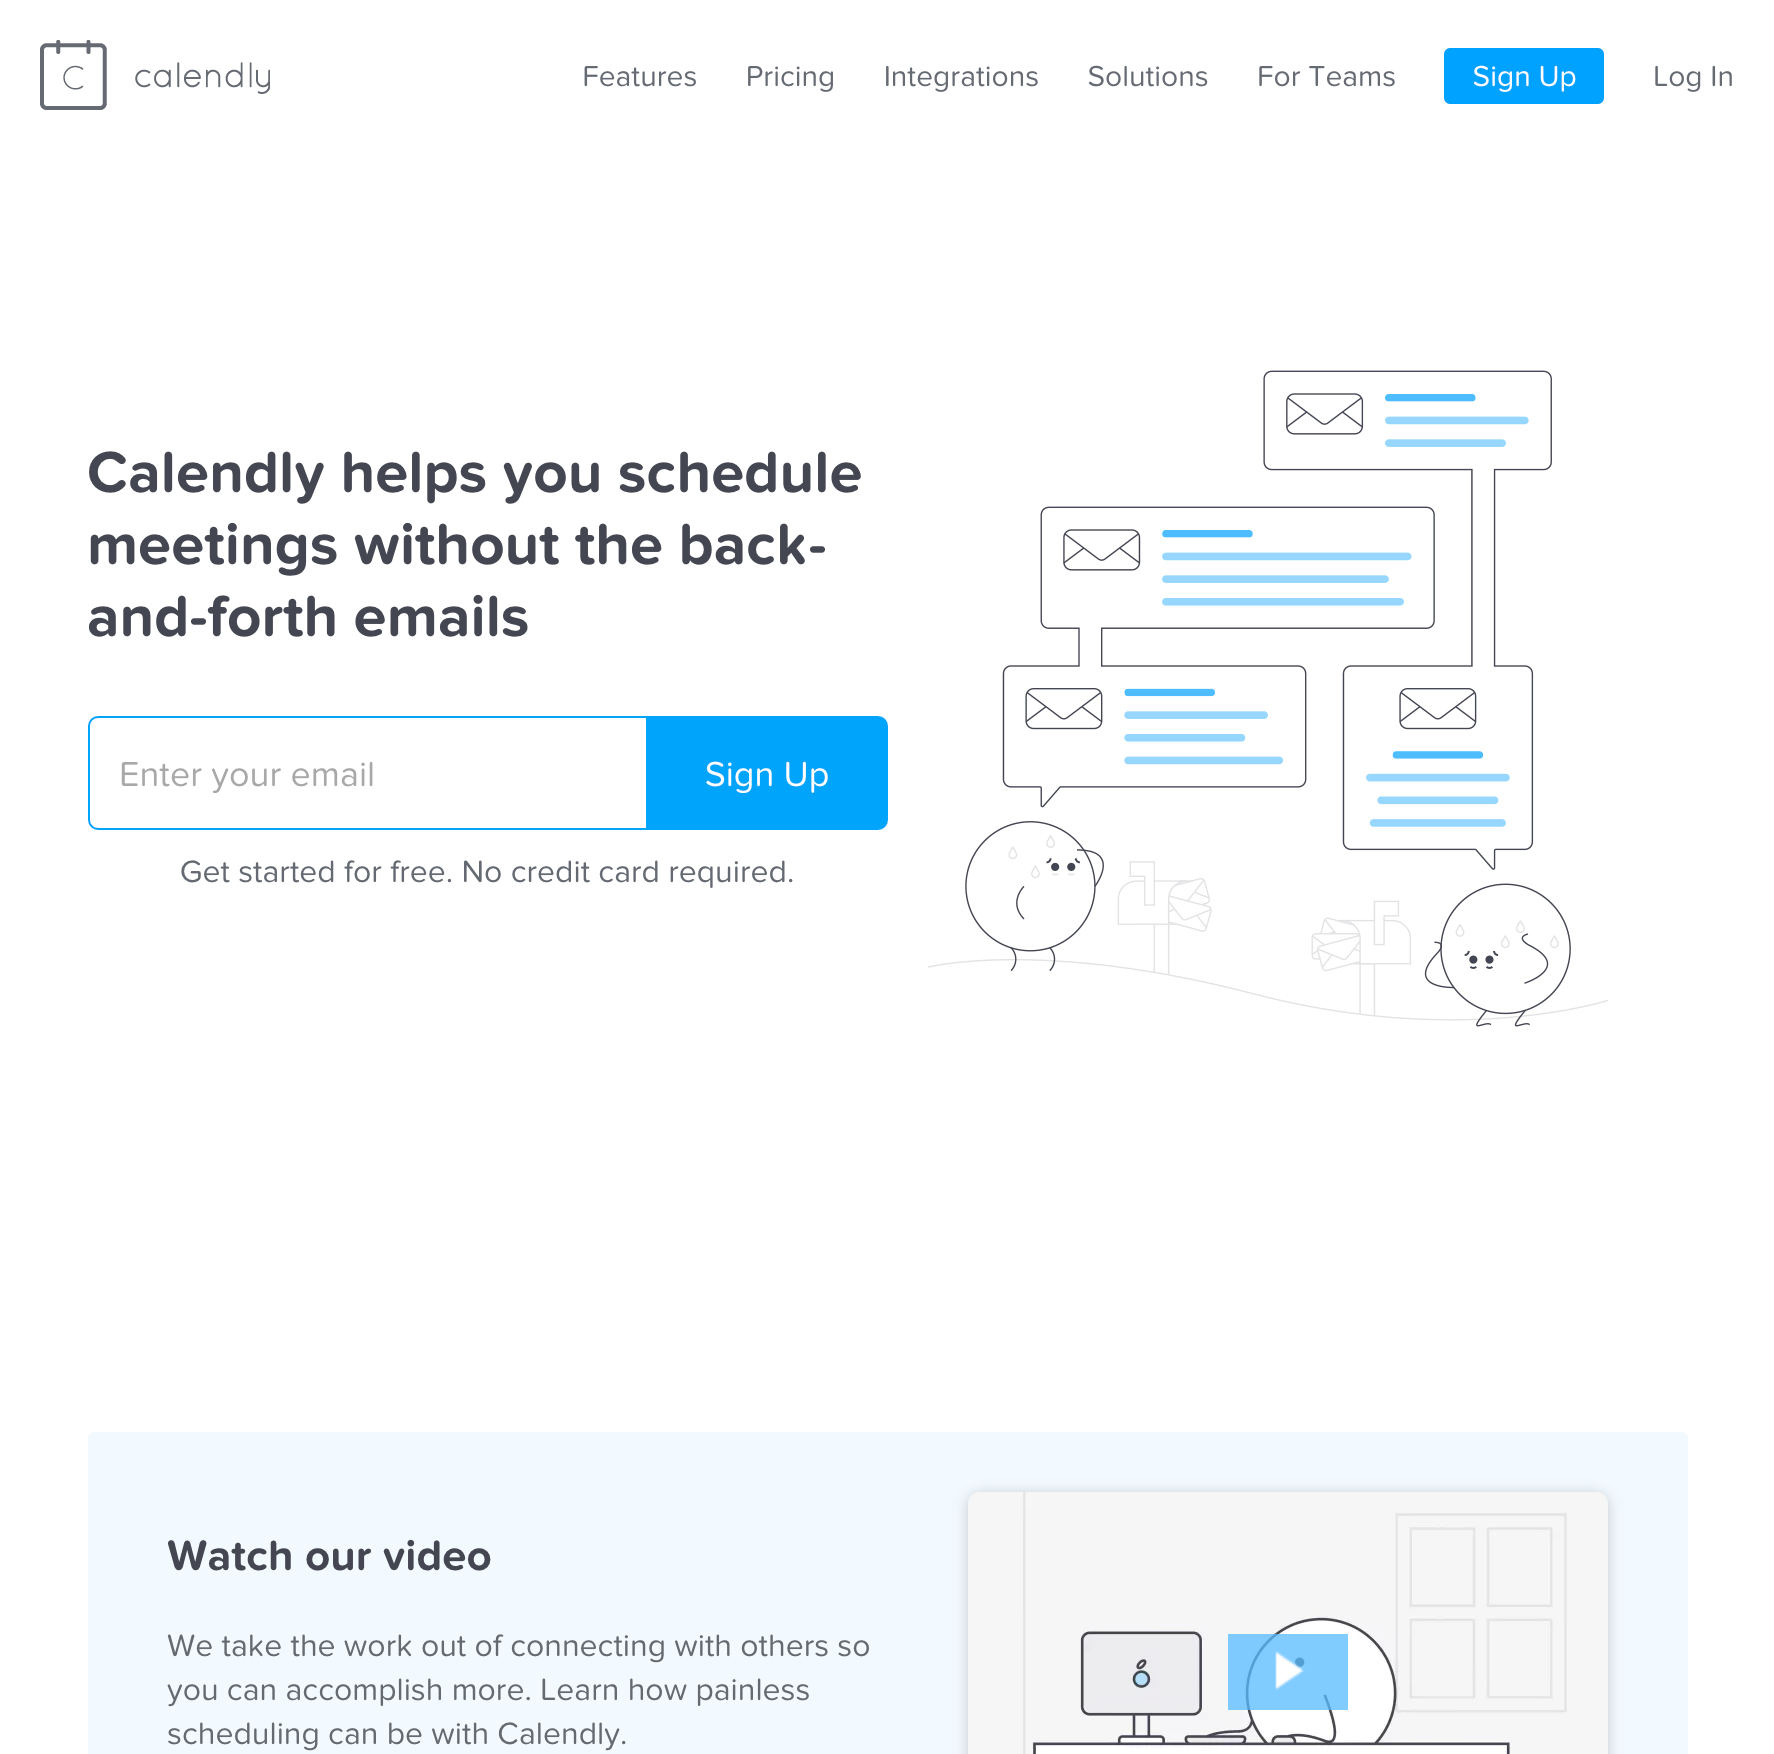 C calendly Features Pricing Integrations Solutions For Teams Sign Up Log In
Calendly helps you schedule
meetings without the back-
and-forth emails
Enter your email Sign Up
Get started for free. No credit card required.
Watch our video
We take the work out of connecting with others so
you can accomplish more. Learn how painless
scheduling can be with Calendly.